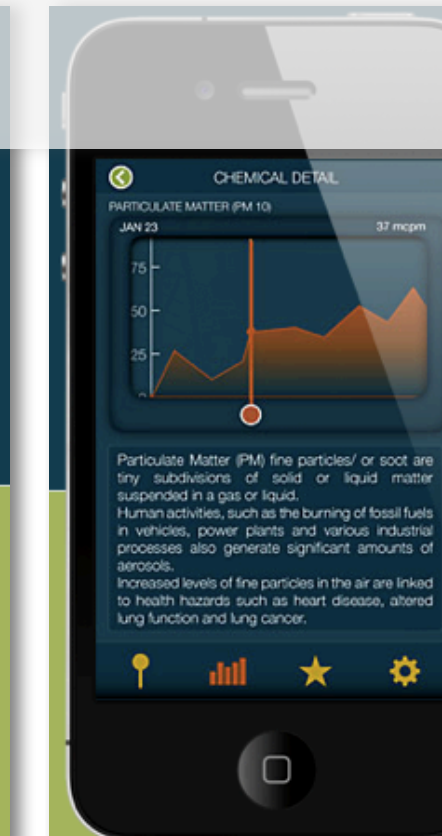 CHEMICAL DETAIL
PARTICULATE MATTER (PM 10)
JAN 23 37 mcpm
75
50
25
0
Particulate Matter (PM) fine particles/ or soot are
tiny subdivisions of solid or liquid matter
suspended in a gas or liquid.
Human activities, such as the burning of fossil fuels
in vehicles, power plants and various industrial
processes also generate significant amounts of
aerosols.
Increased levels of fine particles in the air are linked
to health hazards such as heart disease, altered
lung function and lung cancer.